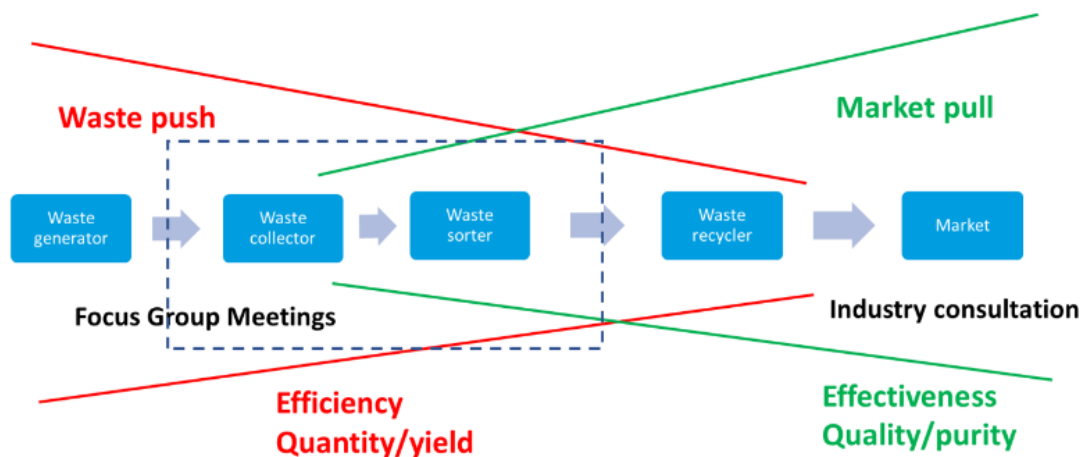 Waste push
Market pull
Waste
generator
Waste
collector
Waste
sorter
Waste
recycler
Market
Focus Group Meetings
Industry consultation
Efficiency
Quantity/yield
Effectiveness
Quality/purity